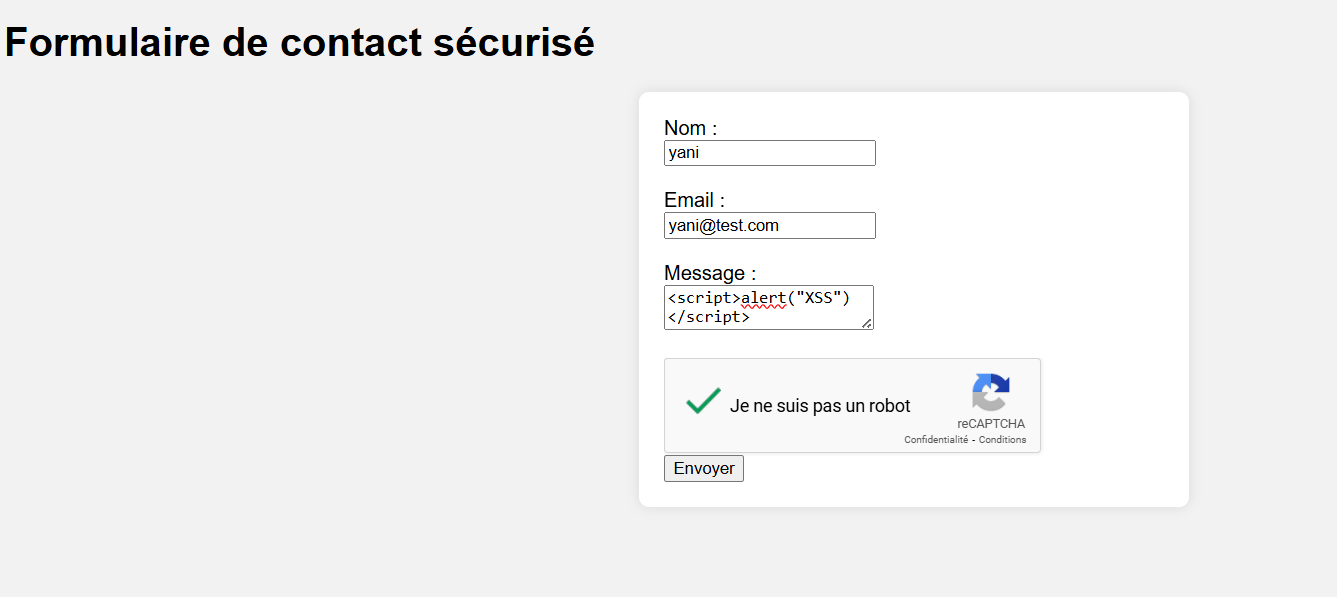 Formulaire de contact sécurisé
Nom :
yani
Email :
yani@test.com
Message :
<script>alert("XSS")
</script>
Je ne suis pas un robot
reCAPTCHA
Confidentialité - Conditions
Envoyer